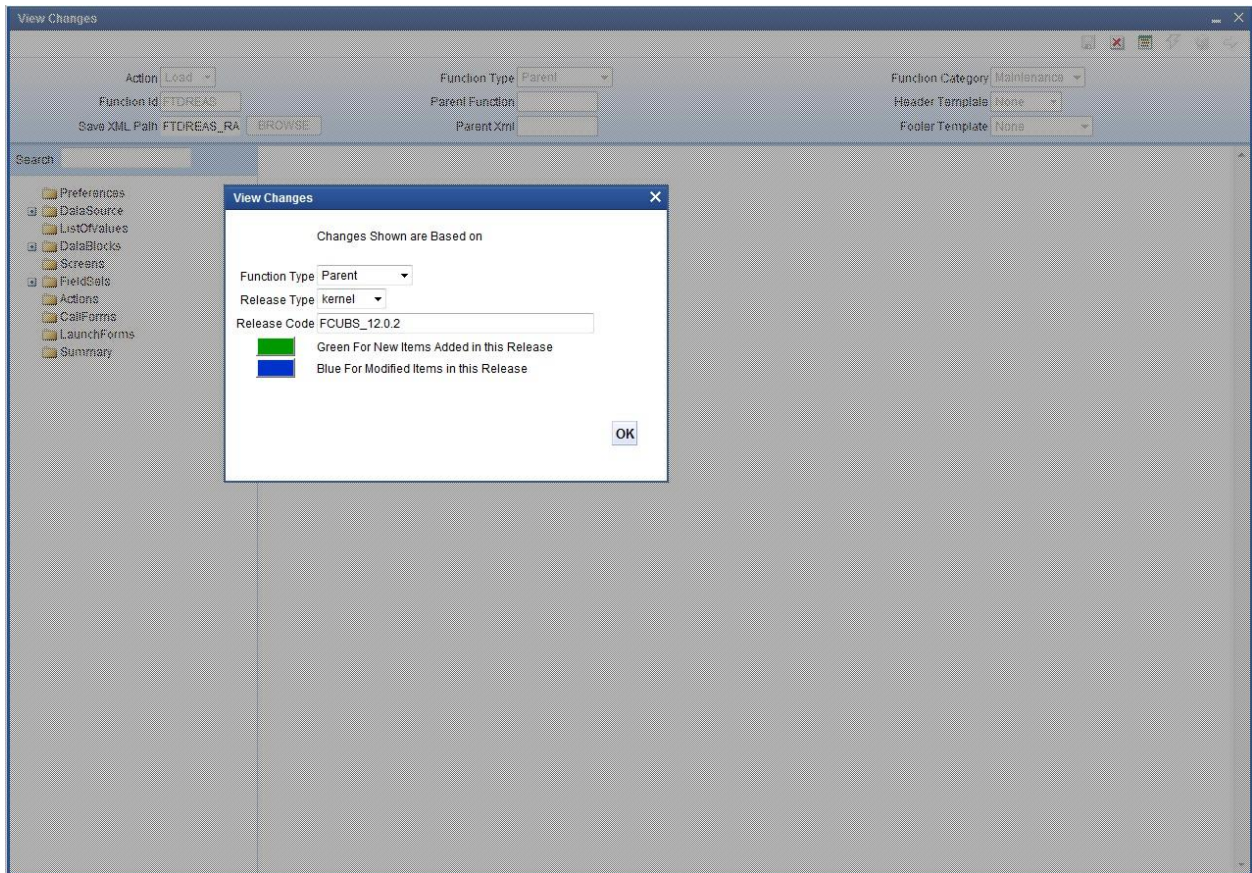 View Changes
Action Load Function Type Parent Function Category Maintenance
Function Id FTDREAS Parent Function Header Template None
Save XML Path FTDREAS_RA BROWSE Parent Xml Footer Template None
Search
Preferences
DataSource
ListOfValues
DataBlocks
Screens
FieldSets
Actions
CallForms
LaunchForms
Summary
View Changes
Changes Shown are Based on
Function Type Parent
Release Type kernel
Release Code FCUBS_12.0.2
Green For New Items Added in this Release
Blue For Modified Items in this Release
OK